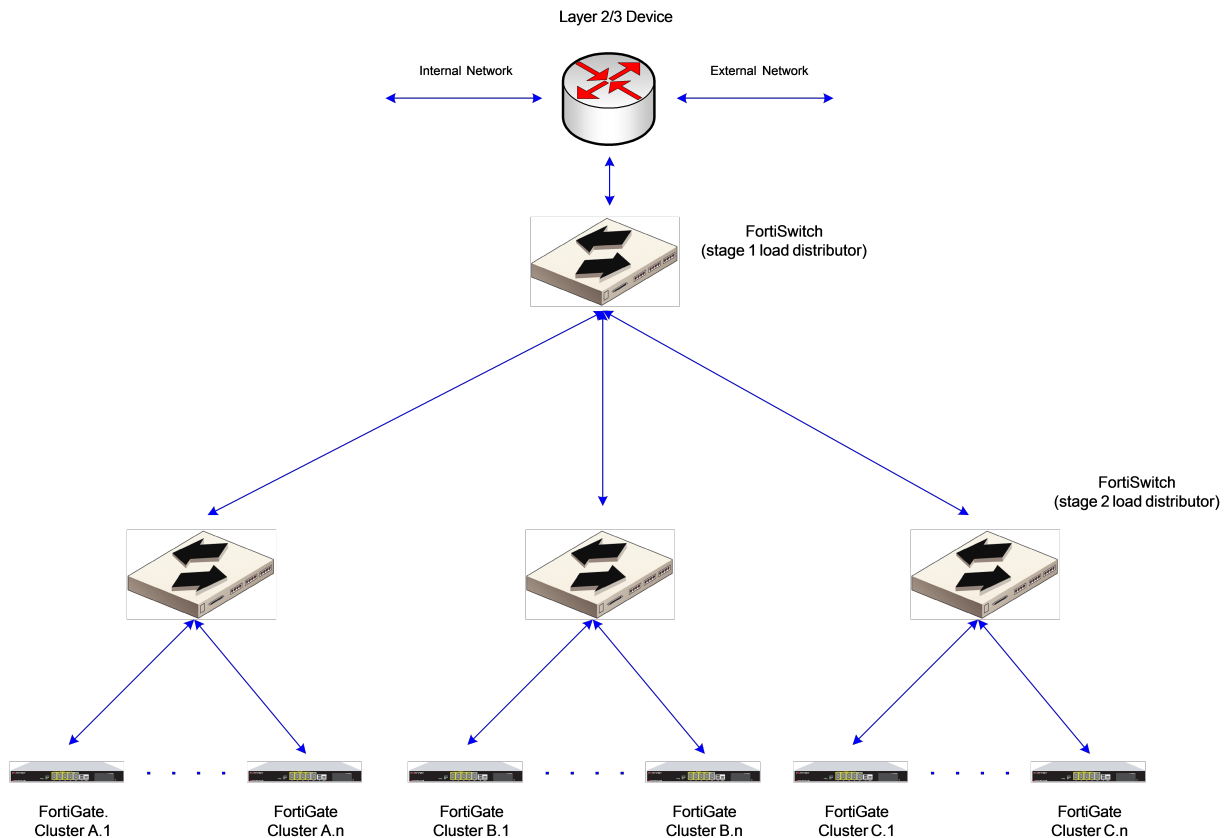 Layer 2/3 Device
Internal Network
External Network
FortiSwitch
(stage 1 load distributor)
FortiSwitch
(stage 2 load distributor)
FortiGate.
Cluster A.1
FortiGate
Cluster A.n
FortiGate
Cluster B.1
FortiGate
Cluster B.n
FortiGate
Cluster C.1
FortiGate
Cluster C.n